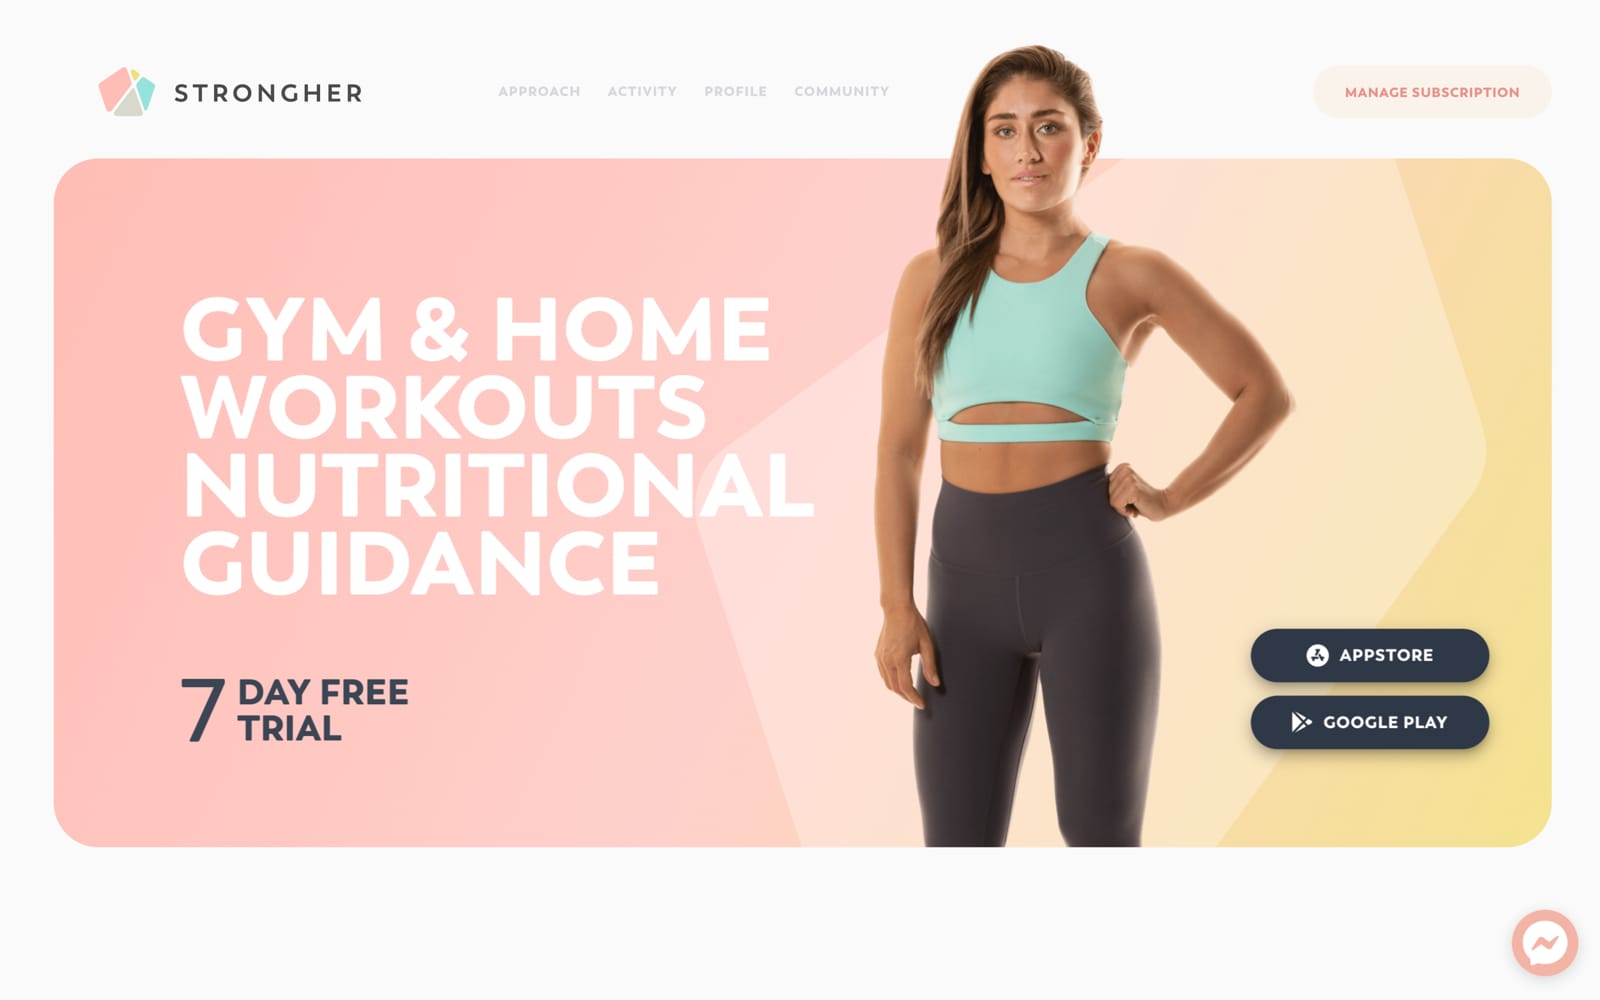 STRONGHER
APPROACH
ACTIVITY
PROFILE
COMMUNITY
MANAGE SUBSCRIPTION
GYM & HOME
WORKOUTS
NUTRITIONAL
GUIDANCE
7 DAY FREE
TRIAL
APPSTORE
GOOGLE PLAY